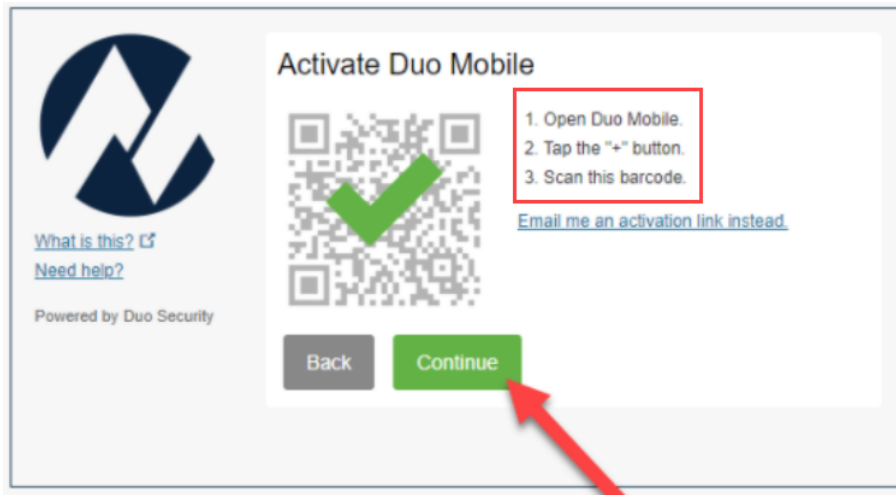 Activate Duo Mobile
1. Open Duo Mobile.
2. Tap the "+" button.
3. Scan this barcode.
Email me an activation link instead.
What is this?
Need help?
Powered by Duo Security
Back
Continue